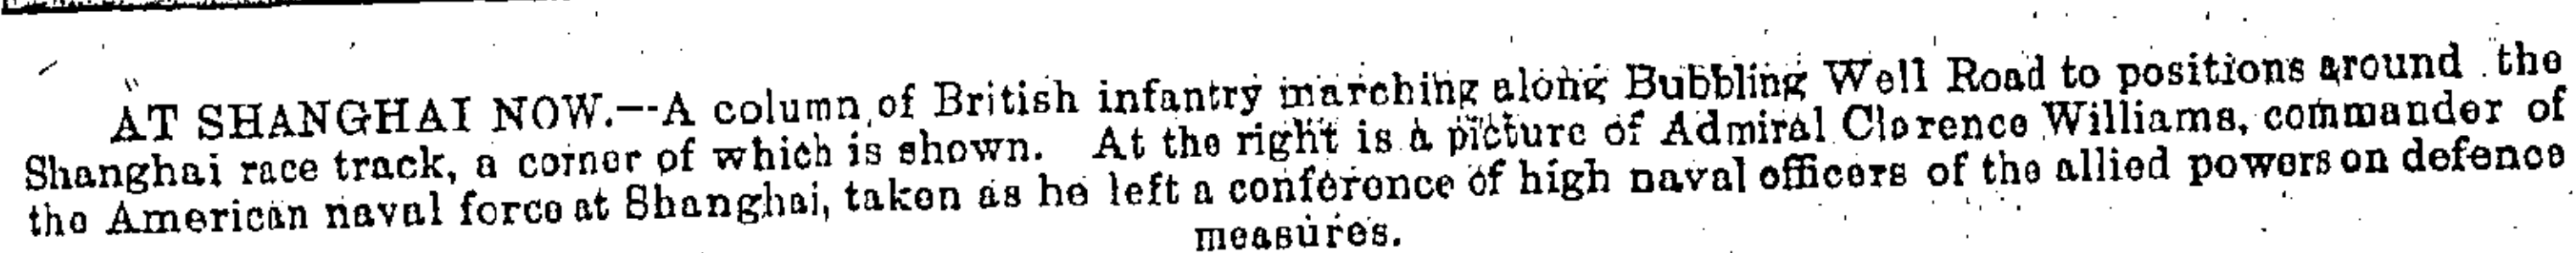 AT SHANGHAI NOW.--A column of British infantry marching along Bubbling Well Road to positions around the
Shanghai race track, a corner of which is shown. At the right is a picture of Admiral Clarence Williams, commander of
the American naval force at Shanghai, taken as he left a conference of high naval officers of the allied powers on defence
measures.